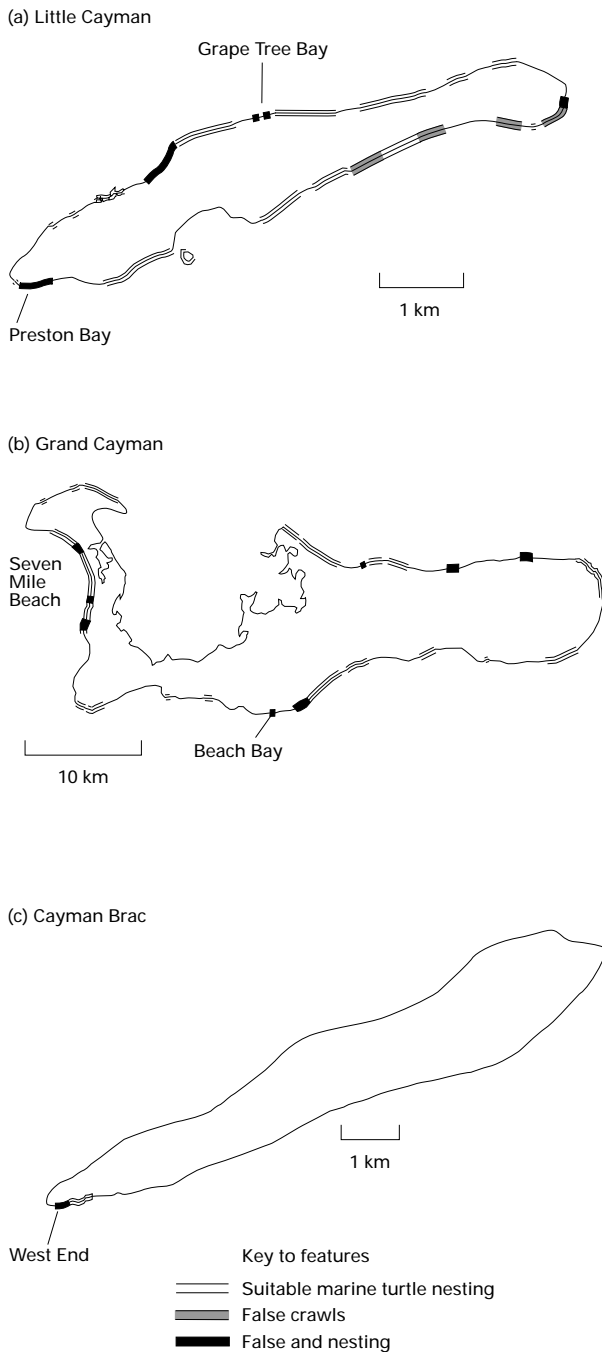 (a) Little Cayman
Grape Tree Bay
1 km
Preston Bay
(b) Grand Cayman
Seven
Mile
Beach
Beach Bay
10 km
(c) Cayman Brac
1 km
West End
Key to features
Suitable marine turtle nesting
False crawls
False and nesting